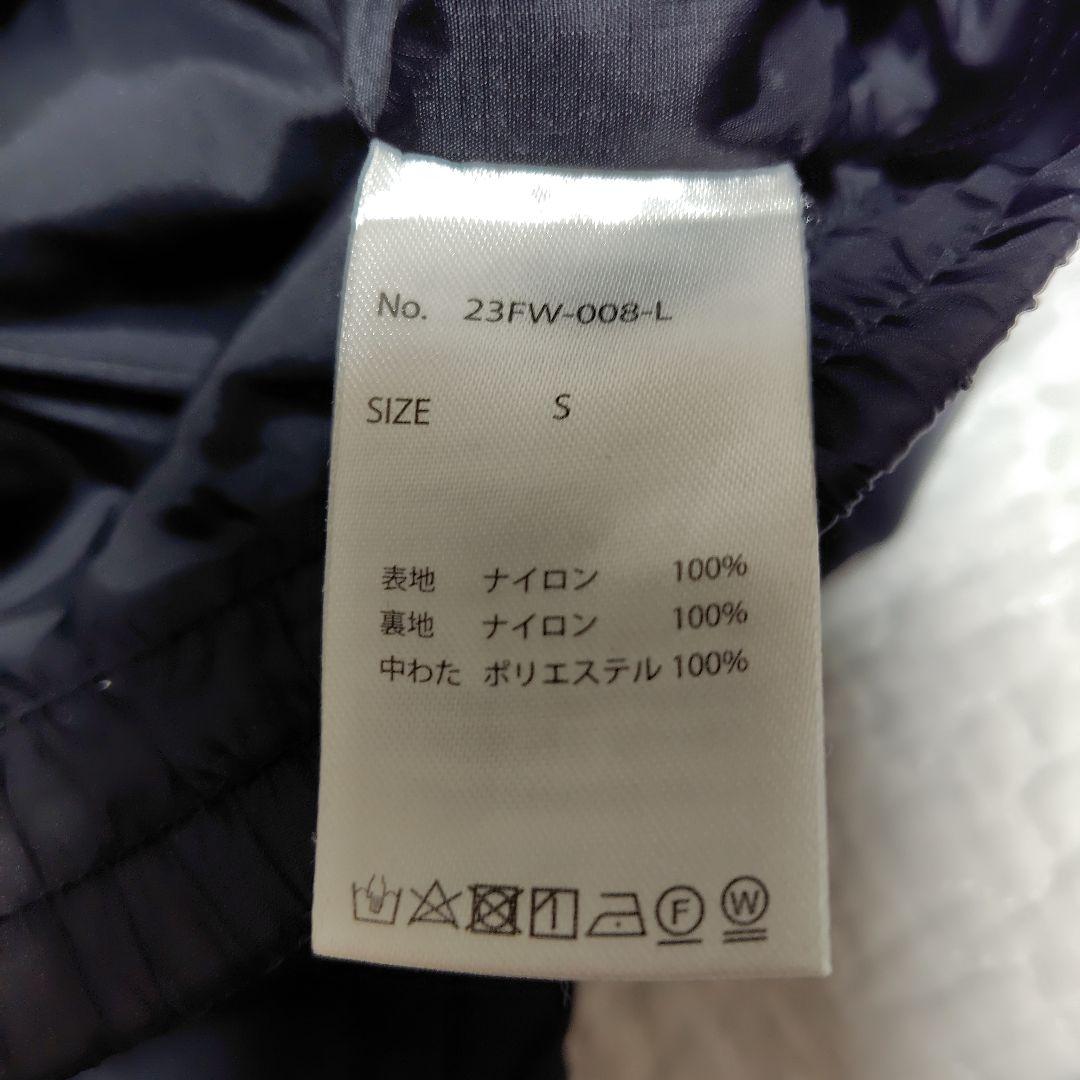 No. 23FW-008-L
SIZE S
表地 ナイロン 100%
裏地 ナイロン 100%
中わた ポリエステル 100%
F W